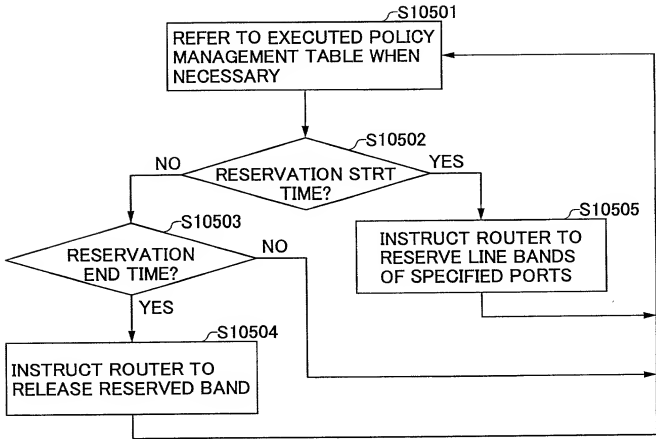 S10501
REFER TO EXECUTED POLICY
MANAGEMENT TABLE WHEN
NECESSARY
S10502
NO
YES
RESERVATION STRT
TIME?
S10503
S10505
RESERVATION
END TIME?
NO
INSTRUCT ROUTER TO
RESERVE LINE BANDS
OF SPECIFIED PORTS
YES
S10504
INSTRUCT ROUTER TO
RELEASE RESERVED BAND